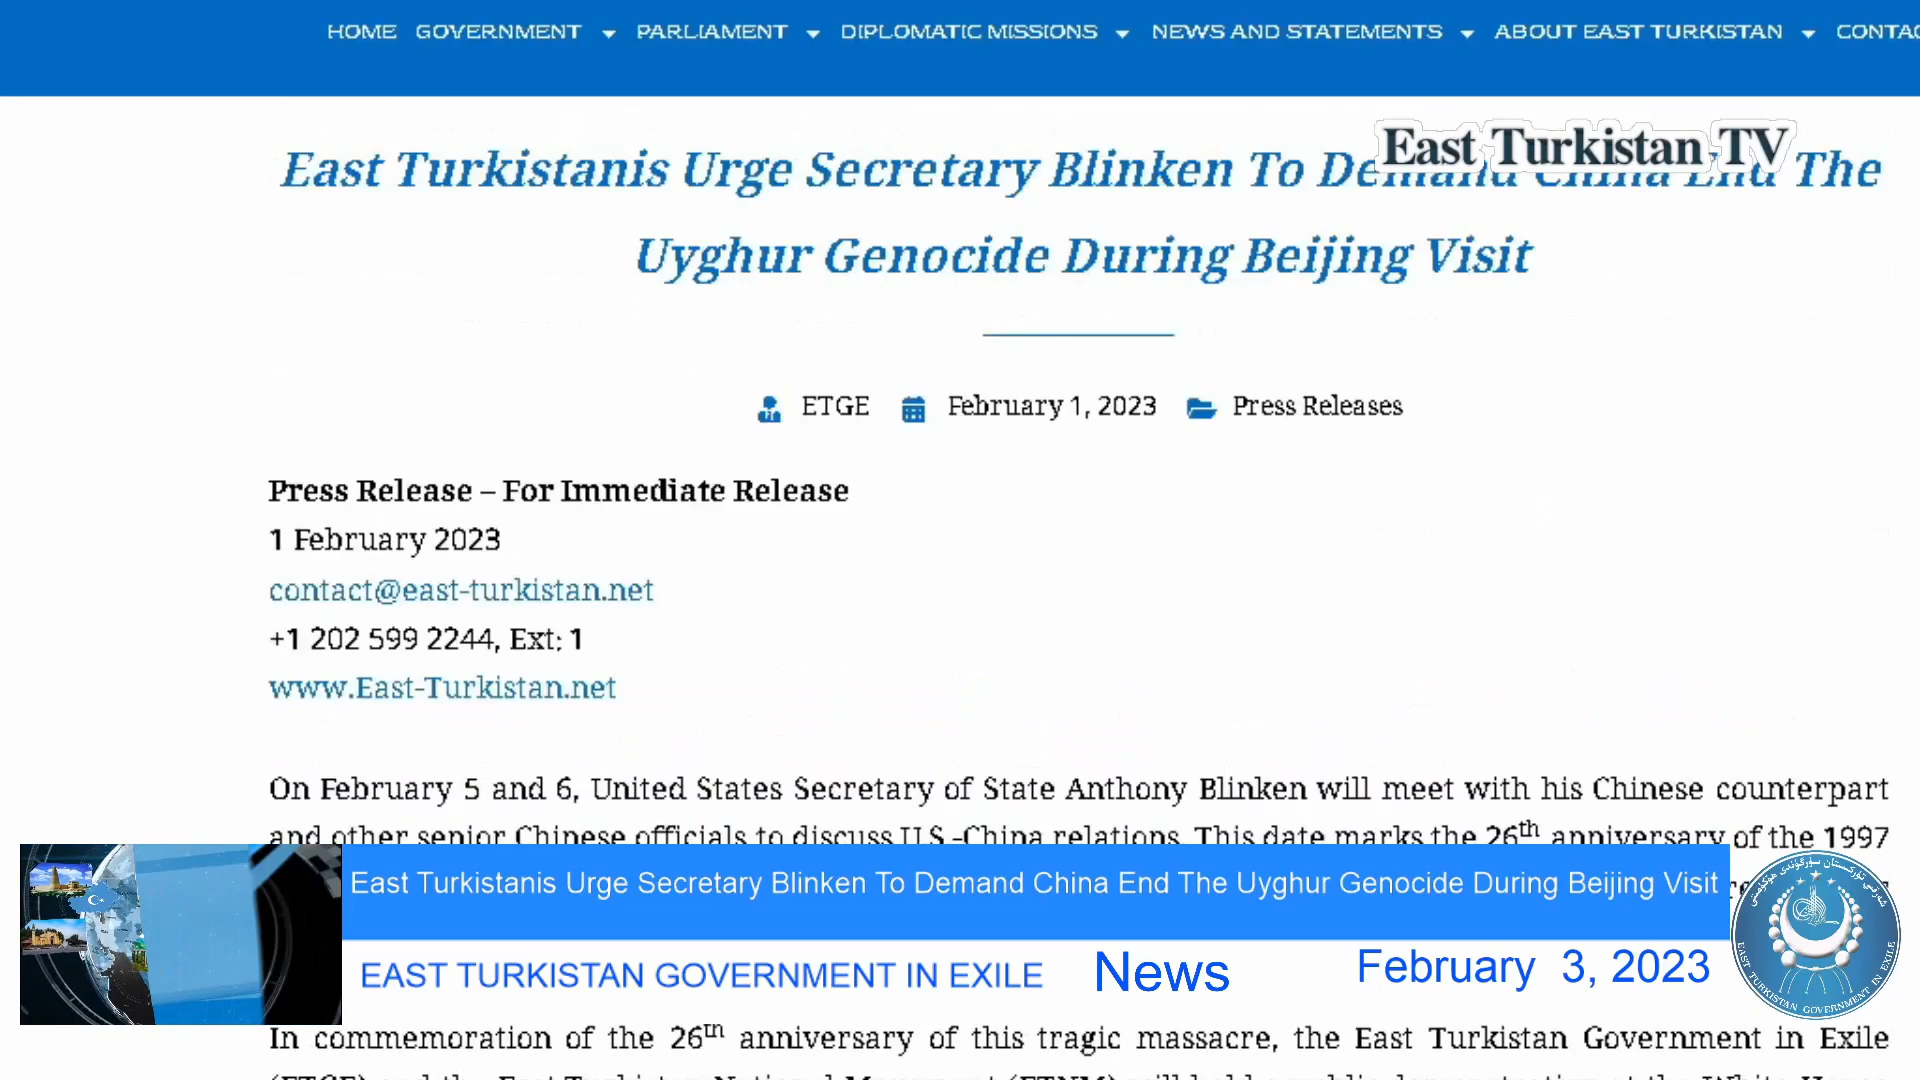 HOME GOVERNMENT PARLIAMENT DIPLOMATIC MISSIONS NEWS AND STATEMENTS ABOUT EAST TURKISTAN
East Turkistan TV
East Turkistanis Urge Secretary Blinken To Demand China End The
Uyghur Genocide During Beijing Visit
ETGE February 1, 2023 Press Releases
Press Release – For Immediate Release
1 February 2023
contact@east-turkistan.net
+1 202 599 2244, Ext: 1
www.East-Turkistan.net
On February 5 and 6, United States Secretary of State Anthony Blinken will meet with his Chinese counterpart
and other senior Chinese officials to discuss U.S.-China relations. This date marks the 26th anniversary of the 1997
East Turkistanis Urge Secretary Blinken To Demand China End The Uyghur Genocide During Beijing Visit
EAST TURKISTAN GOVERNMENT IN EXILE News February 3, 2023
EAST TURKISTAN GOVERNMENT IN EXILE
In commemoration of the 26th anniversary of this tragic massacre, the East Turkistan Government in Exile